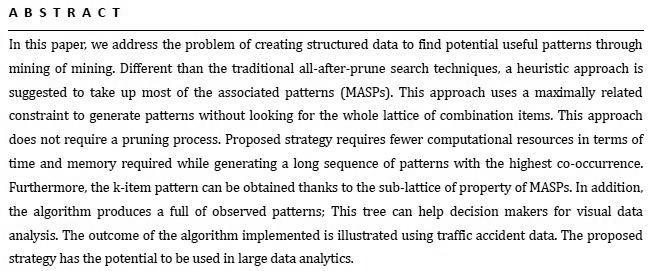 A B S T R A C T
In this paper, we address the problem of creating structured data to find potential useful patterns through
mining of mining. Different than the traditional all-after-prune search techniques, a heuristic approach is
suggested to take up most of the associated patterns (MASPs). This approach uses a maximally related
constraint to generate patterns without looking for the whole lattice of combination items. This approach
does not require a pruning process. Proposed strategy requires fewer computational resources in terms of
time and memory required while generating a long sequence of patterns with the highest co-occurrence.
Furthermore, the k-item pattern can be obtained thanks to the sub-lattice of property of MASPs. In addition,
the algorithm produces a full of observed patterns; This tree can help decision makers for visual data
analysis. The outcome of the algorithm implemented is illustrated using traffic accident data. The proposed
strategy has the potential to be used in large data analytics.